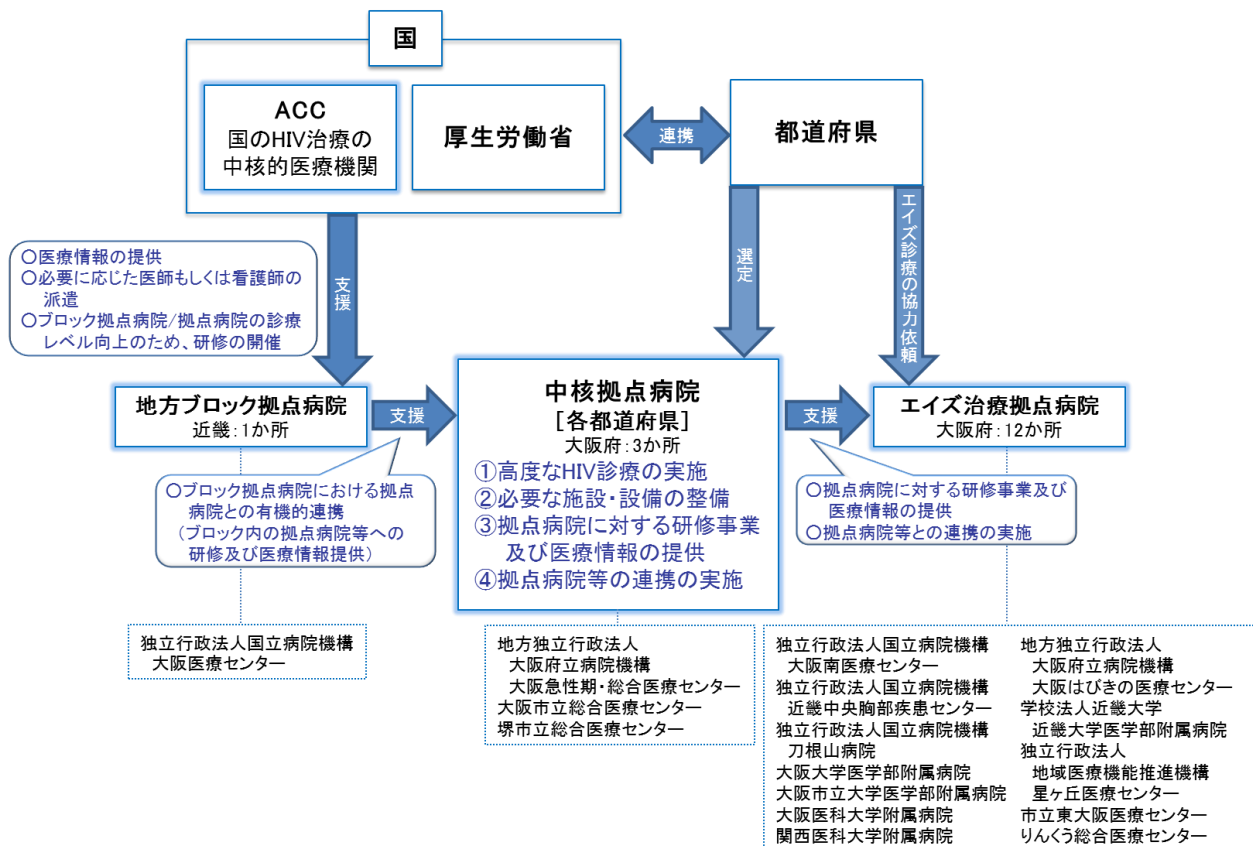 国
ACC
国のHIV治療の
中核的医療機関
厚生労働省
連携
都道府県
○医療情報の提供
○必要に応じた医師もしくは看護師の
派遣
○ブロック拠点病院/拠点病院の診療
レベル向上のため、研修の開催
支援
選定
エイズ診療の協力依頼
地方ブロック拠点病院
近畿:1か所
支援
中核拠点病院
[各都道府県]
大阪府:3か所
①高度なHIV診療の実施
②必要な施設・設備の整備
③拠点病院に対する研修事業
及び医療情報の提供
④拠点病院等の連携の実施
支援
エイズ治療拠点病院
大阪府:12か所
○ブロック拠点病院における拠点
病院との有機的連携
(ブロック内の拠点病院等への
研修及び医療情報提供)
○拠点病院に対する研修事業及び
医療情報の提供
○拠点病院等との連携の実施
独立行政法人国立病院機構
大阪医療センター
地方独立行政法人
大阪府立病院機構
大阪急性期・総合医療センター
大阪市立総合医療センター
堺市立総合医療センター
独立行政法人国立病院機構
大阪南医療センター
独立行政法人国立病院機構
近畿中央胸部疾患センター
独立行政法人国立病院機構
刀根山病院
大阪大学医学部附属病院
大阪市立大学医学部附属病院
大阪医科大学附属病院
関西医科大学附属病院
地方独立行政法人
大阪府立病院機構
大阪はびきの医療センター
学校法人近畿大学
近畿大学医学部附属病院
独立行政法人
地域医療機能推進機構
星ヶ丘医療センター
市立東大阪医療センター
りんくう総合医療センター